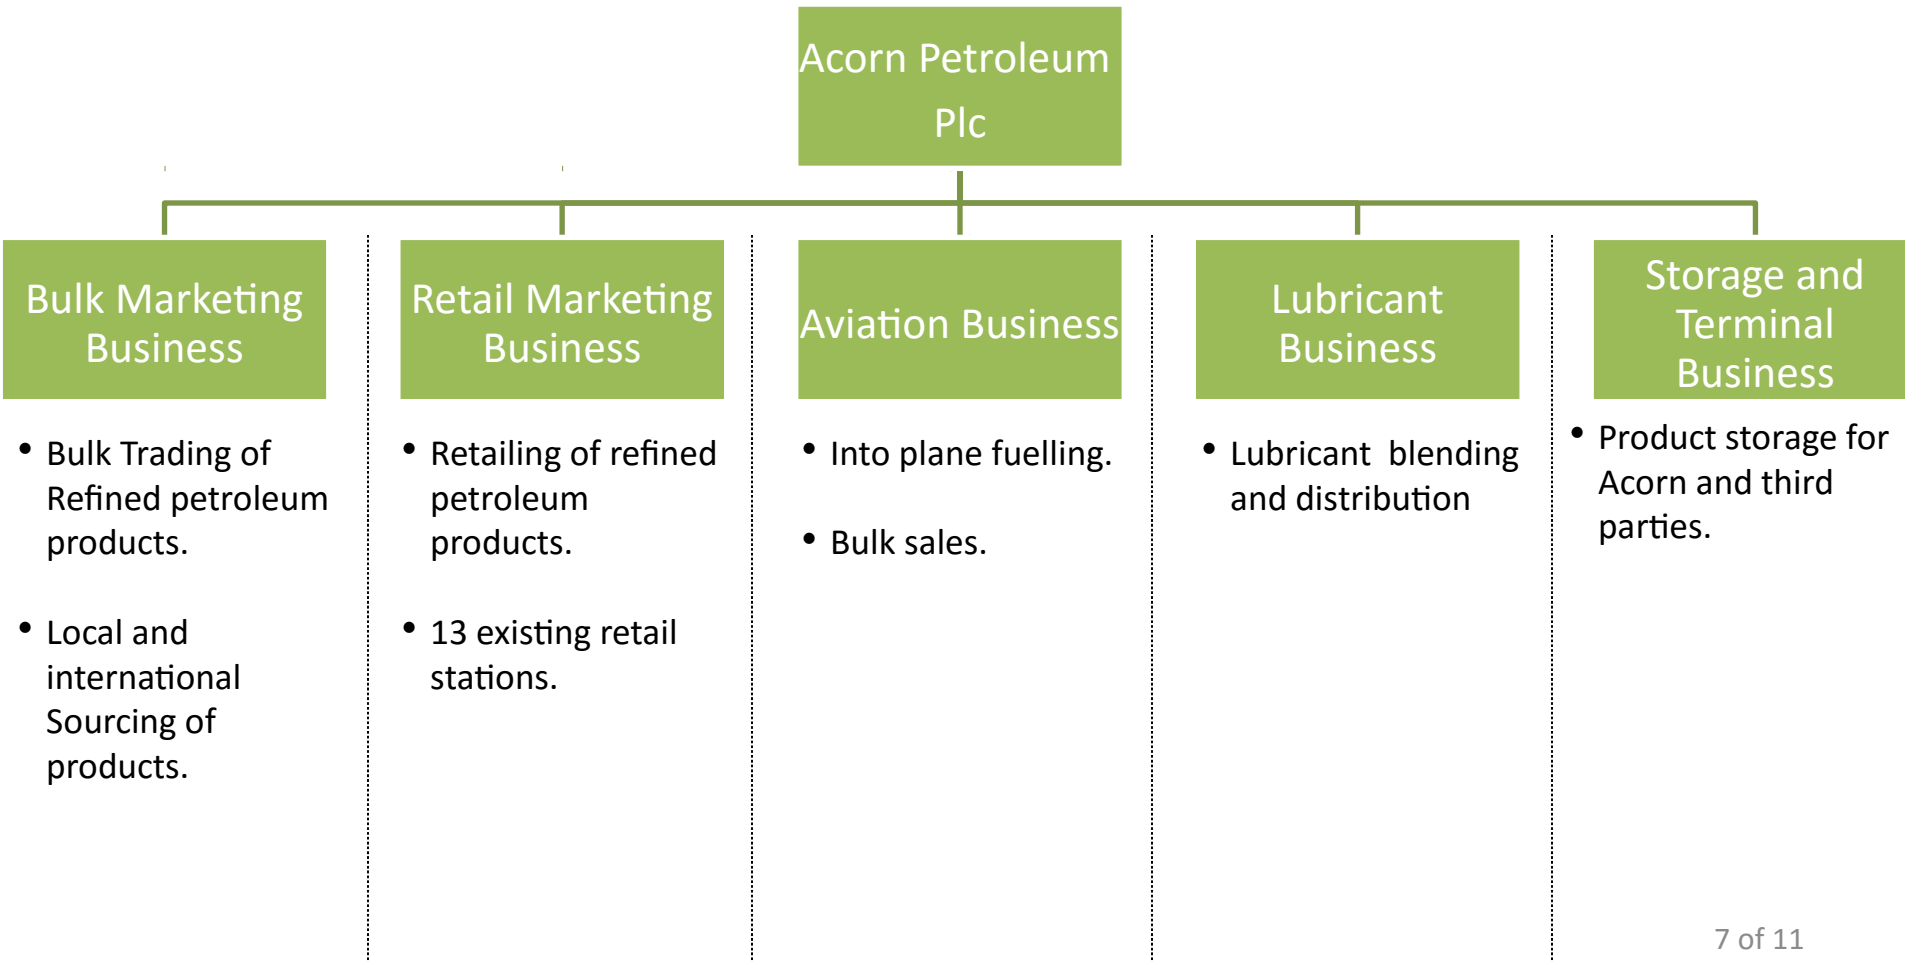 Acorn Petroleum
Plc
Bulk Marketing
Business
Retail Marketing
Business
Aviation Business
Lubricant
Business
Storage and
Terminal
Business
• Bulk Trading of
Refined petroleum
products.
• Local and
international
Sourcing of
products.
• Retailing of refined
petroleum
products.
• 13 existing retail
stations.
• Into plane fuelling.
• Bulk sales.
• Lubricant  blending
and distribution
• Product storage for
Acorn and third
parties.
7 of 11